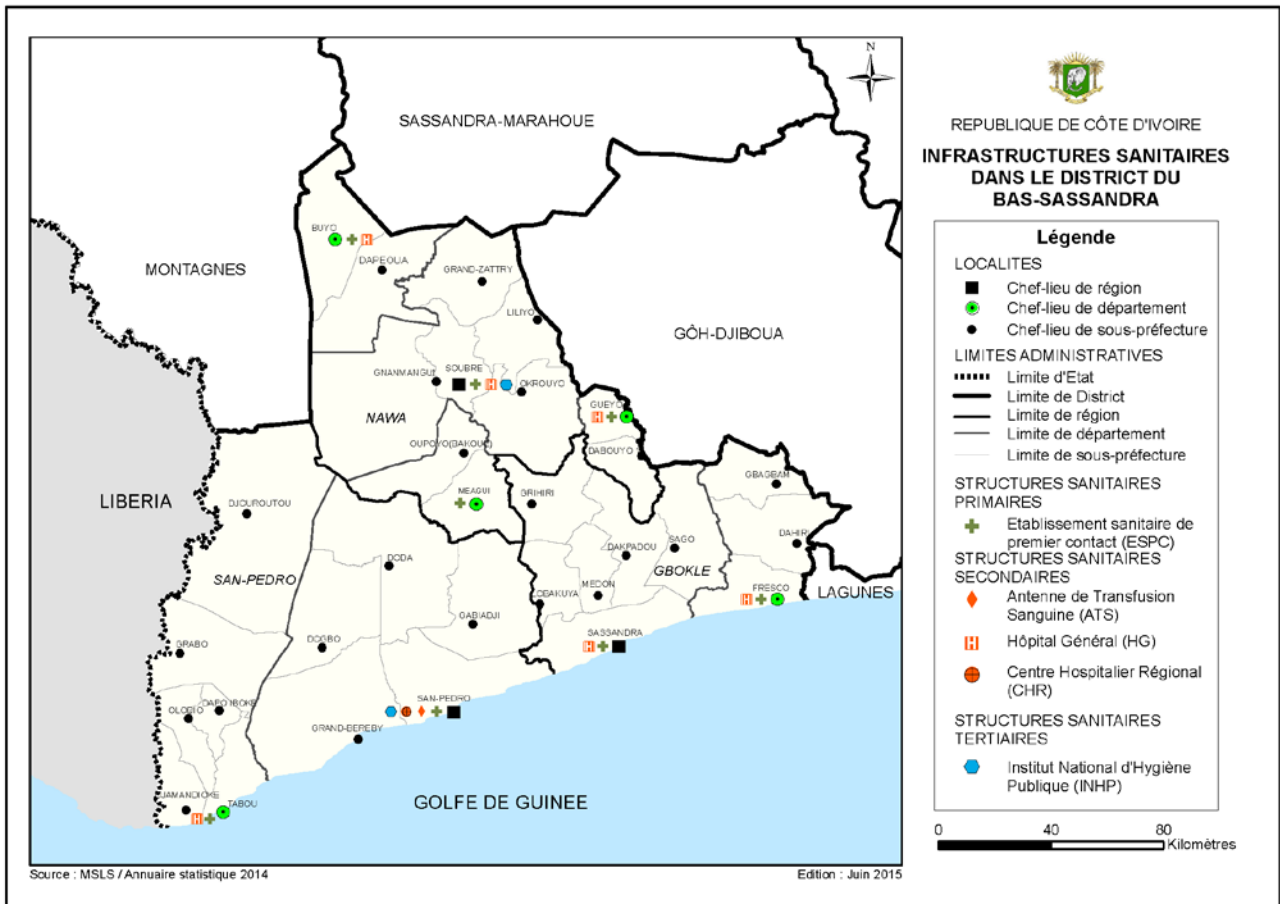 N
SASSANDRA-MARAHOUE
BUYO
DAPEOUA
GRAND-ZATTRY
MONTAGNES
LILIYO
GÔH-DJIBOUA
GNANMANGUI
SOUBRE
OKROUYO
NAWA
GUEYO
OUPOYO(BAKOUE)
DABOUYO
GBAGBAM
MEAGUI
GRIHIRI
LIBERIA
DJOUROUTOU
DAHIRI
SAGO
DAKPADOU
DODA
GBOKLE
SAN-PEDRO
MEDON
FRESCO
LAGUNES
LOBAKUYA
GABIADJI
SASSANDRA
DOGBO
GRABO
SAN-PEDRO
OLODIO
DAPO IBOKE
GRAND-BEREBY
GOLFE DE GUINEE
TABOU
Source : MSLS / Annuaire statistique 2014
Edition : Juin 2015
REPUBLIQUE DE CÔTE D'IVOIRE
INFRASTRUCTURES SANITAIRES
DANS LE DISTRICT DU
BAS-SASSANDRA
Légende
LOCALITES
Chef-lieu de région
Chef-lieu de département
Chef-lieu de sous-préfecture
LIMITES ADMINISTRATIVES
Limite d'Etat
Limite de District
Limite de région
Limite de département
Limite de sous-préfecture
STRUCTURES SANITAIRES
PRIMAIRES
Etablissement sanitaire de
premier contact (ESPC)
STRUCTURES SANITAIRES
SECONDAIRES
Antenne de Transfusion
Sanguine (ATS)
Hôpital Général (HG)
Centre Hospitalier Régional
(CHR)
STRUCTURES SANITAIRES
TERTIAIRES
Institut National d'Hygiène
Publique (INHP)
0 40 80
Kilomètres